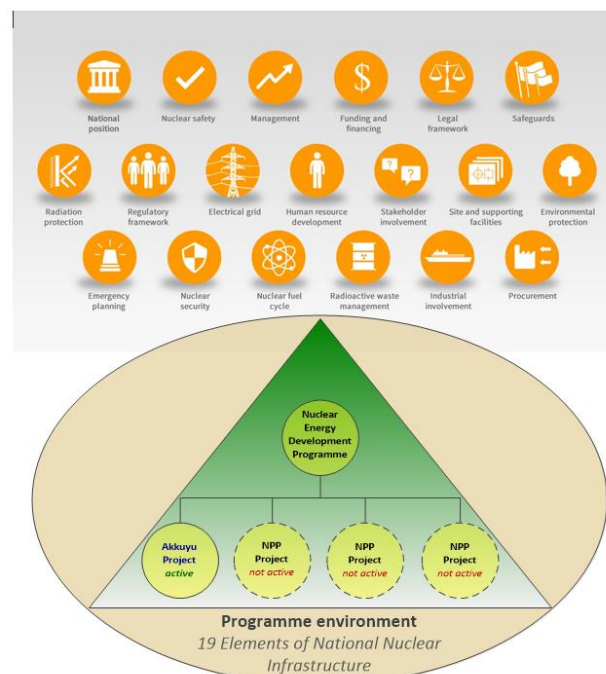 National
position
Nuclear safety
Management
Funding and
financing
Legal
framework
Safeguards
Radiation
protection
Regulatory
framework
Electrical grid
Human resource
development
Stakeholder
involvement
Site and supporting
facilities
Environmental
protection
Emergency
planning
Nuclear
security
Nuclear fuel
cycle
Radioactive waste
management
Industrial
involvement
Procurement
Nuclear
Energy
Development
Programme
Akkuyu
Project
active
NPP
Project
not active
NPP
Project
not active
NPP
Project
not active
Programme environment
19 Elements of National Nuclear
Infrastructure